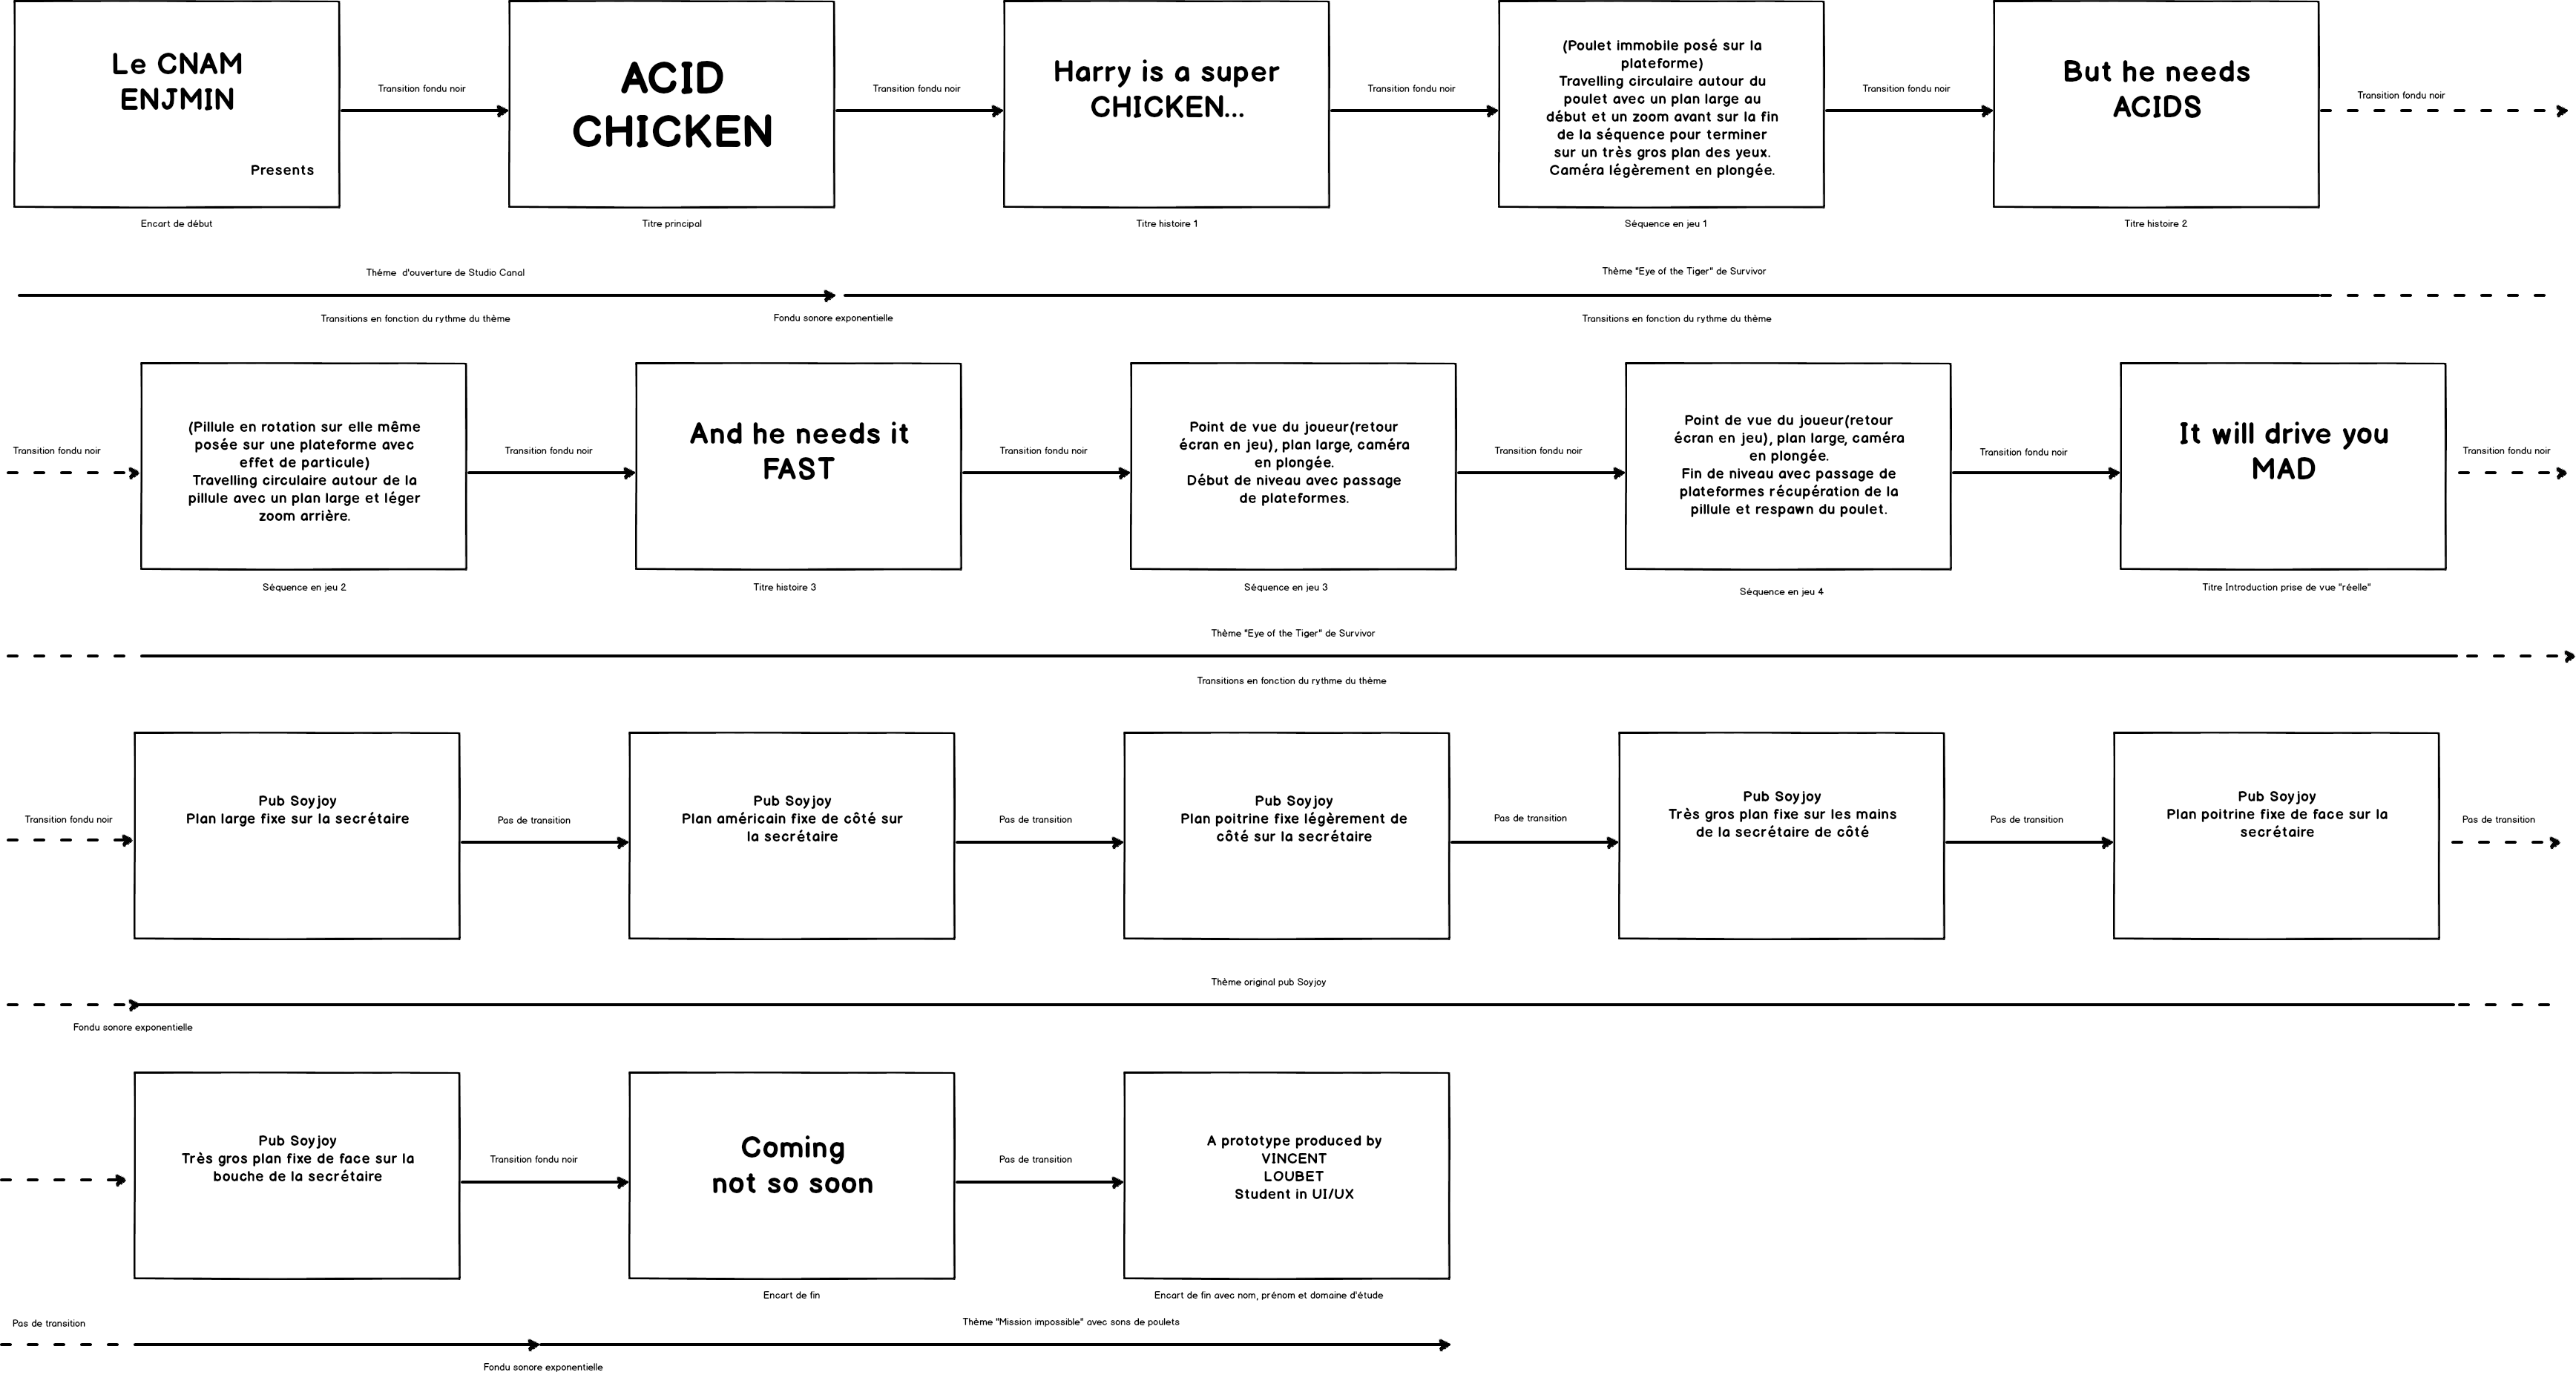 Le CNAM
ENJMIN
Presents
Transition fondu noir
ACID
CHICKEN
Transition fondu noir
Harry is a super
CHICKEN...
Transition fondu noir
(Poulet immobile posé sur la
plateforme)
Travelling circulaire autour du
poulet avec un plan large au
début et un zoom avant sur la fin
de la séquence pour terminer
sur un très gros plan des yeux.
Caméra légèrement en plongée.
Transition fondu noir
But he needs
ACIDS
Transition fondu noir
Encart de début
Titre principal
Titre histoire 1
Séquence en jeu 1
Titre histoire 2
Thème  d'ouverture de Studio Canal
Thème "Eye of the Tiger" de Survivor
Transitions en fonction du rythme du thème
Fondu sonore exponentielle
Transitions en fonction du rythme du thème
Transition fondu noir
(Pillule en rotation sur elle même
posée sur une plateforme avec
effet de particule)
Travelling circulaire autour de la
pillule avec un plan large et léger
zoom arrière.
Transition fondu noir
And he needs it
FAST
Transition fondu noir
Point de vue du joueur(retour
écran en jeu), plan large, caméra
en plongée.
Début de niveau avec passage
de plateformes.
Transition fondu noir
Point de vue du joueur(retour
écran en jeu), plan large, caméra
en plongée.
Fin de niveau avec passage de
plateformes récupération de la
pillule et respawn du poulet.
Transition fondu noir
It will drive you
MAD
Transition fondu noir
Séquence en jeu 2
Titre histoire 3
Séquence en jeu 3
Séquence en jeu 4
Titre Introduction prise de vue "réelle"
Thème "Eye of the Tiger" de Survivor
Transitions en fonction du rythme du thème
Transition fondu noir
Pub Soyjoy
Plan large fixe sur la secrétaire
Pas de transition
Pub Soyjoy
Plan américain fixe de côté sur
la secrétaire
Pas de transition
Pub Soyjoy
Plan poitrine fixe légèrement de
côté sur la secrétaire
Pas de transition
Pub Soyjoy
Très gros plan fixe sur les mains
de la secrétaire de côté
Pas de transition
Pub Soyjoy
Plan poitrine fixe de face sur la
secrétaire
Pas de transition
Thème original pub Soyjoy
Fondu sonore exponentielle
Pub Soyjoy
Très gros plan fixe de face sur la
bouche de la secrétaire
Transition fondu noir
Coming
not so soon
Pas de transition
A prototype produced by
VINCENT
LOUBET
Student in UI/UX
Encart de fin
Encart de fin avec nom, prénom et domaine d'étude
Pas de transition
Thème "Mission impossible" avec sons de poulets
Fondu sonore exponentielle